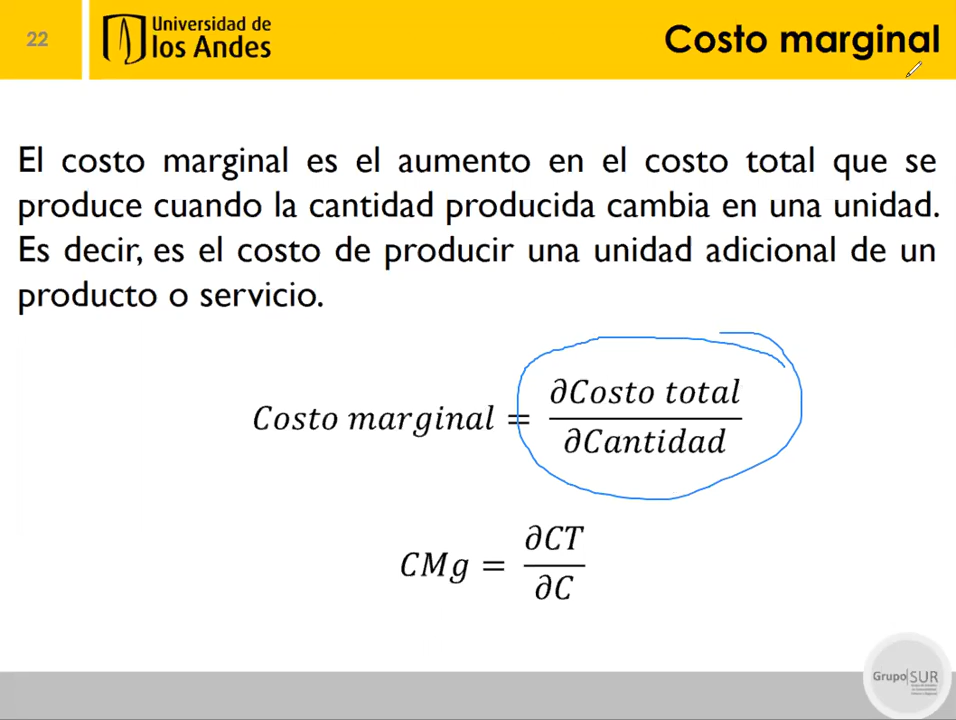 22
Universidad de
los Andes
Costo marginal
El costo marginal es el aumento en el costo total que se
produce cuando la cantidad producida cambia en una unidad.
Es decir, es el costo de producir una unidad adicional de un
producto o servicio.
Costo marginal = ∂Costo total / ∂Cantidad
CMg = ∂CT / ∂C
Grupo|SUR